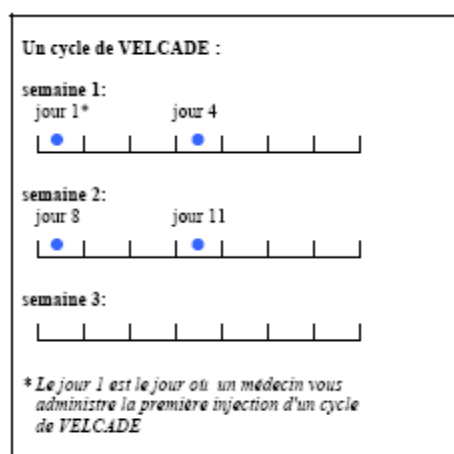 Un cycle de VELCADE :
semaine 1:
jour 1* jour 4
semaine 2:
jour 8 jour 11
semaine 3:
* Le jour 1 est le jour où un médecin vous
administre la première injection d'un cycle
de VELCADE